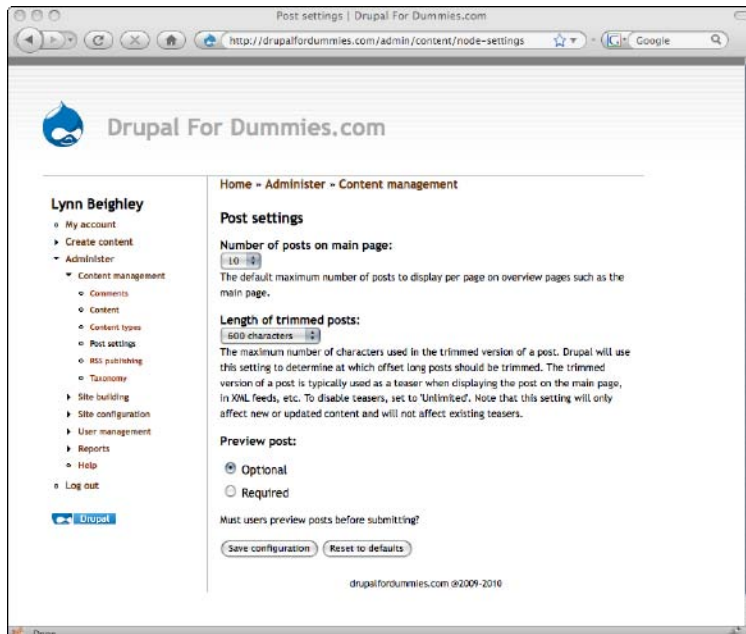 Post settings | Drupal For Dummies.com
http://drupalfordummies.com/admin/content/node-settings
Google
Drupal For Dummies.com
Lynn Beighley
My account
Create content
Administer
Content management
Comments
Content
Content types
Post settings
RSS publishing
Taxonomy
Site building
Site configuration
User management
Reports
Help
Log out
Drupal
Home » Administer » Content management
Post settings
Number of posts on main page:
10
The default maximum number of posts to display per page on overview pages such as the
main page.
Length of trimmed posts:
600 characters
The maximum number of characters used in the trimmed version of a post. Drupal will use
this setting to determine at which offset long posts should be trimmed. The trimmed
version of a post is typically used as a teaser when displaying the post on the main page,
in XML feeds, etc. To disable teasers, set to 'Unlimited'. Note that this setting will only
affect new or updated content and will not affect existing teasers.
Preview post:
Optional
Required
Must users preview posts before submitting?
Save configuration
Reset to defaults
drupalfordummies.com @2009-2010
Done